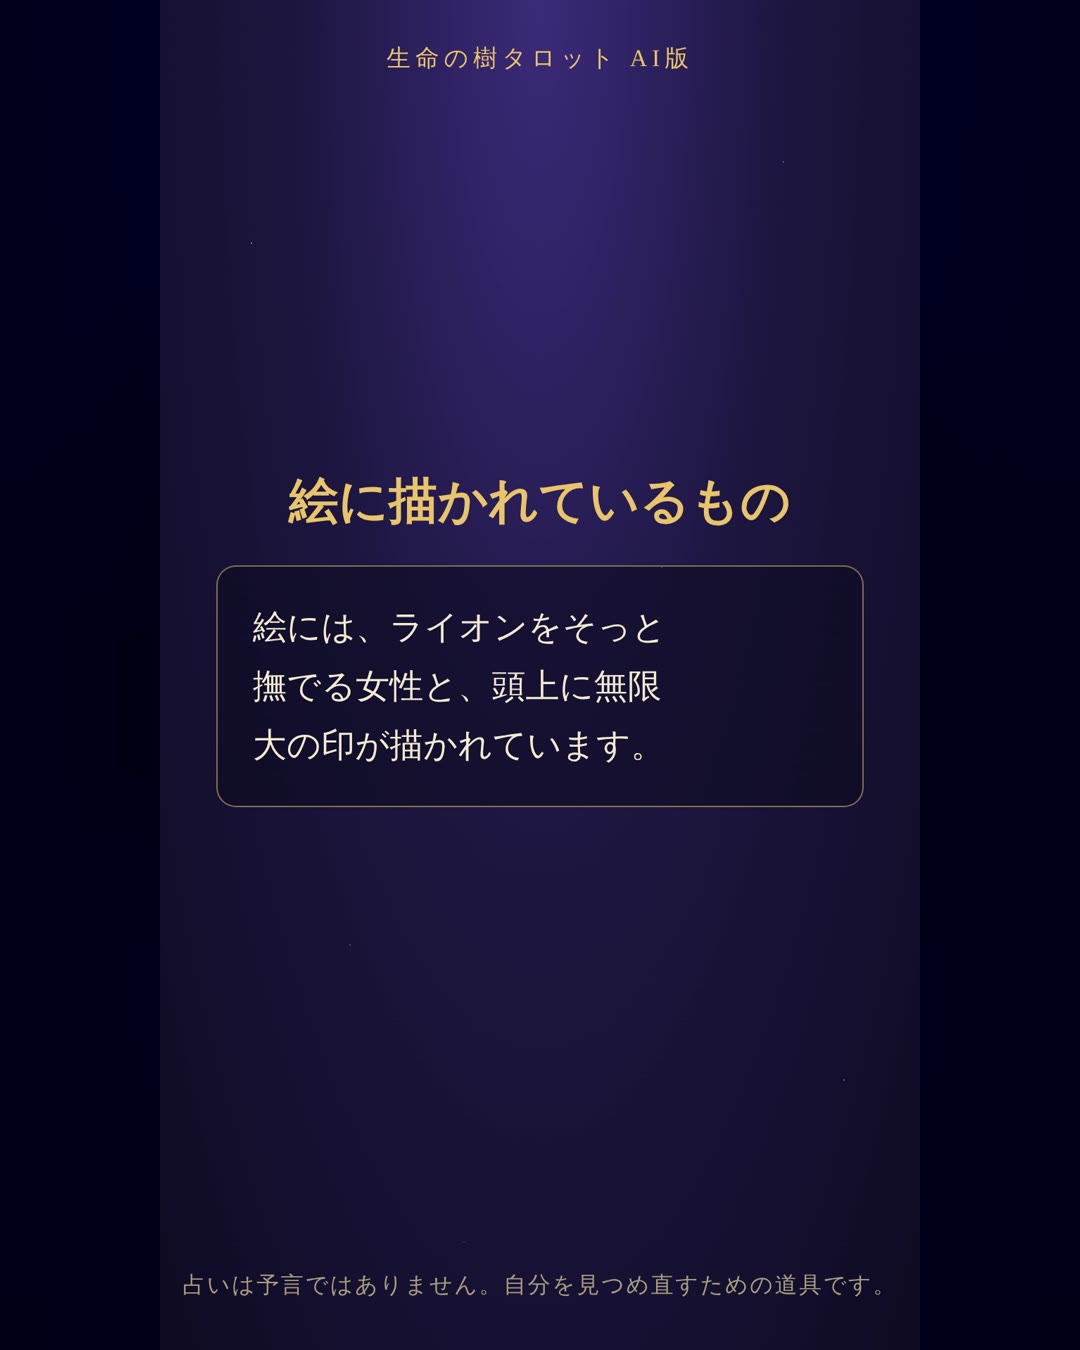 生命の樹タロット AI版
絵に描かれているもの
絵には、ライオンをそっと
撫でる女性と、頭上に無限
大の印が描かれています。
占いは予言ではありません。自分を見つめ直すための道具です。